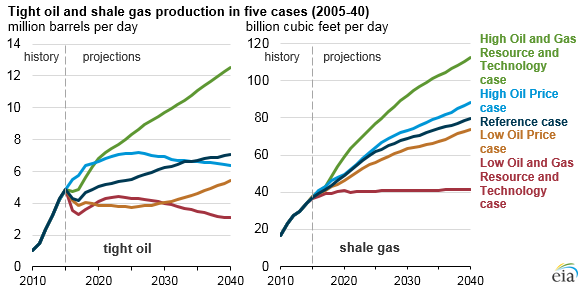 Tight oil and shale gas production in five cases (2005-40)
million barrels per day
14
12
10
8
6
4
2
0
history
projections
tight oil
2010
2020
2030
2040
billion cubic feet per day
120
100
80
60
40
20
0
history
projections
shale gas
2010
2020
2030
2040
High Oil and Gas
Resource and
Technology
case
High Oil Price
case
Reference case
Low Oil Price
case
Low Oil and Gas
Resource and
Technology
case
eia